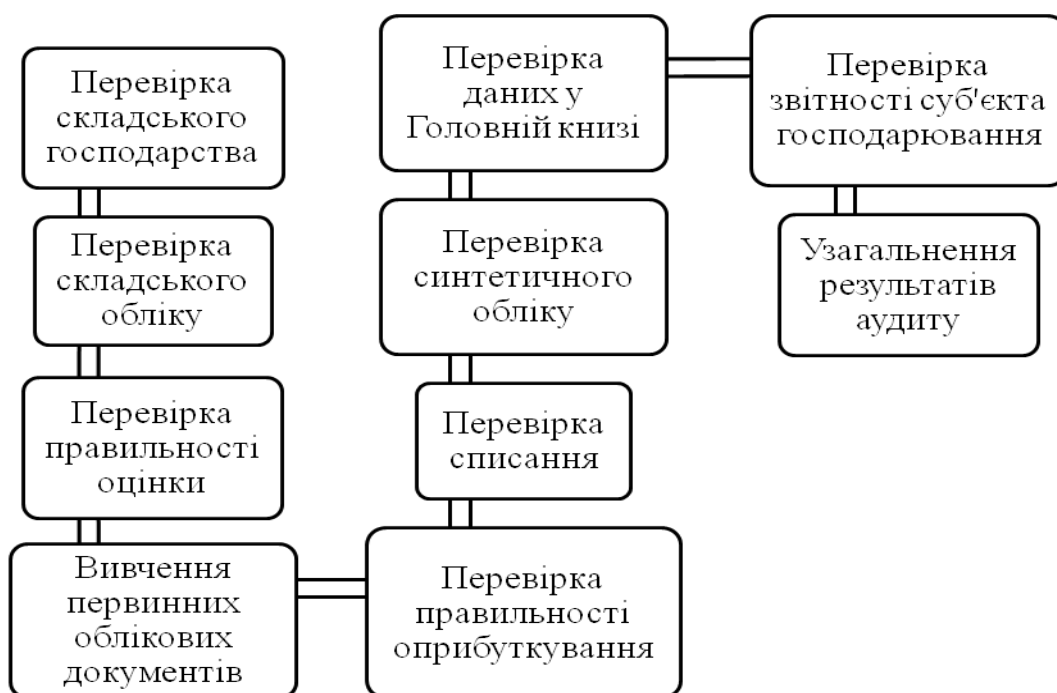 Перевірка
складського
господарства
Перевірка
складського
обліку
Перевірка
правильності
оцінки
Вивчення
первинних
облікових
документів
Перевірка
правильності
оприбуткування
Перевірка
списання
Перевірка
синтетичного
обліку
Перевірка
даних у
Головній книзі
Перевірка
звітності суб'єкта
господарювання
Узагальнення
результатів
аудиту